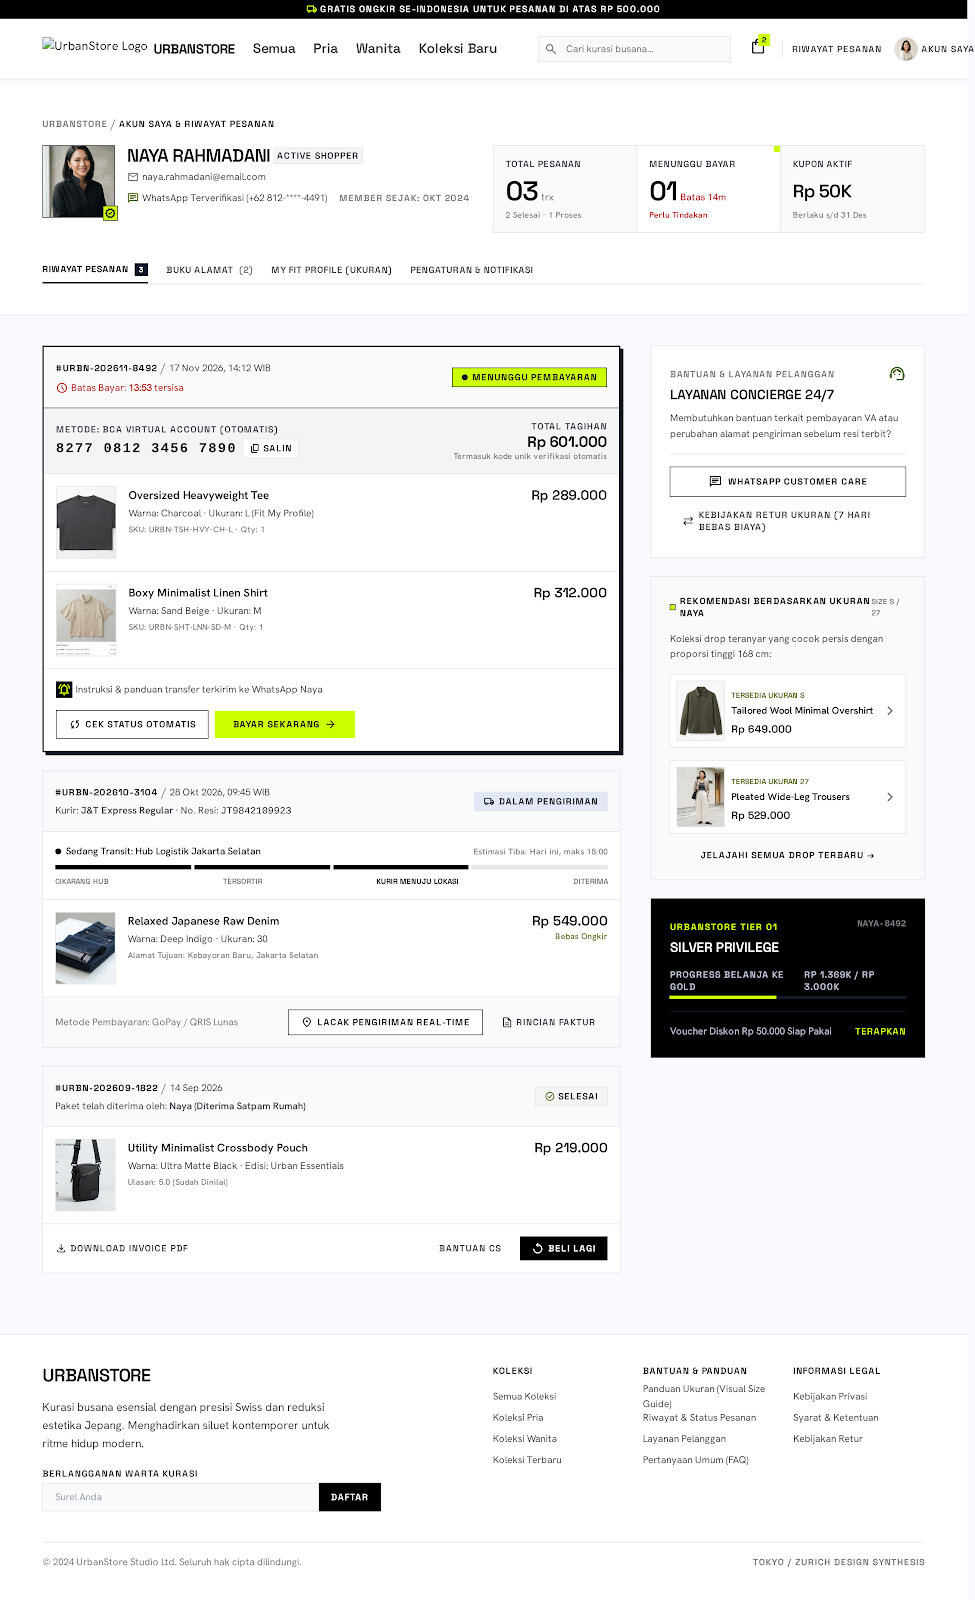 GRATIS ONGKIR SE-INDONESIA UNTUK PESANAN DI ATAS RP 500.000
UrbanStore Logo URBANSTORE Semua Pria Wanita Koleksi Baru Cari kurasi busana... 2 RIWAYAT PESANAN AKUN SAYA
URBANSTORE / AKUN SAYA & RIWAYAT PESANAN
NAYA RAHMADANI ACTIVE SHOPPER
naya.rahmadani@email.com
WhatsApp Terverifikasi (+62 812-****-4491) MEMBER SEJAK: OKT 2024
TOTAL PESANAN
03 trx
2 Selesai · 1 Proses
MENUNGGU BAYAR
01 Batas 14m
Perlu Tindakan
KUPON AKTIF
Rp 50K
Berlaku s/d 31 Des
RIWAYAT PESANAN 3 BUKU ALAMAT (2) MY FIT PROFILE (UKURAN) PENGATURAN & NOTIFIKASI
#URBN-202611-8492 / 17 Nov 2026, 14:12 WIB
Batas Bayar: 13:53 tersisa
MENUNGGU PEMBAYARAN
METODE: BCA VIRTUAL ACCOUNT (OTOMATIS)
8277 0812 3456 7890 SALIN
TOTAL TAGIHAN
Rp 601.000
Termasuk kode unik verifikasi otomatis
Oversized Heavyweight Tee Rp 289.000
Warna: Charcoal · Ukuran: L (Fit My Profile)
SKU: URBN-TSH-HVY-CH-L · Qty: 1
Boxy Minimalist Linen Shirt Rp 312.000
Warna: Sand Beige · Ukuran: M
SKU: URBN-SHT-LNN-SD-M · Qty: 1
Instruksi & panduan transfer terkirim ke WhatsApp Naya
CEK STATUS OTOMATIS BAYAR SEKARANG →
#URBN-202610-3104 / 28 Okt 2026, 09:45 WIB
Kurir: J&T Express Regular · No. Resi: JT9842109923
DALAM PENGIRIMAN
Sedang Transit: Hub Logistik Jakarta Selatan Estimasi Tiba: Hari ini, maks 18:00
CIKARANG HUB TERSORTIR KURIR MENUJU LOKASI DITERIMA
Relaxed Japanese Raw Denim Rp 549.000
Warna: Deep Indigo · Ukuran: 30 Bebas Ongkir
Alamat Tujuan: Kebayoran Baru, Jakarta Selatan
Metode Pembayaran: GoPay / QRIS Lunas LACAK PENGIRIMAN REAL-TIME RINCIAN FAKTUR
#URBN-202609-1822 / 14 Sep 2026
Paket telah diterima oleh: Naya (Diterima Satpam Rumah)
SELESAI
Utility Minimalist Crossbody Pouch Rp 219.000
Warna: Ultra Matte Black · Edisi: Urban Essentials
Ulasan: 5.0 (Sudah Dinilai)
DOWNLOAD INVOICE PDF BANTUAN CS BELI LAGI
BANTUAN & LAYANAN PELANGGAN
LAYANAN CONCIERGE 24/7
Membutuhkan bantuan terkait pembayaran VA atau
perubahan alamat pengiriman sebelum resi terbit?
WHATSAPP CUSTOMER CARE
KEBIJAKAN RETUR UKURAN (7 HARI
BEBAS BIAYA)
REKOMENDASI BERDASARKAN UKURAN SIZE S /
NAYA 27
Koleksi drop teranyar yang cocok persis dengan
proporsi tinggi 168 cm:
TERSEDIA UKURAN S
Tailored Wool Minimal Overshirt
Rp 649.000
TERSEDIA UKURAN 27
Pleated Wide-Leg Trousers
Rp 529.000
JELAJAHI SEMUA DROP TERBARU →
URBANSTORE TIER 01 NAYA-8492
SILVER PRIVILEGE
PROGRESS BELANJA KE RP 1.369K / RP
GOLD 3.000K
Voucher Diskon Rp 50.000 Siap Pakai TERAPKAN
URBANSTORE
Kurasi busana esensial dengan presisi Swiss dan reduksi
estetika Jepang. Menghadirkan siluet kontemporer untuk
ritme hidup modern.
BERLANGGANAN WARTA KURASI
Surel Anda DAFTAR
KOLEKSI
Semua Koleksi
Koleksi Pria
Koleksi Wanita
Koleksi Terbaru
BANTUAN & PANDUAN
Panduan Ukuran (Visual Size
Guide)
Riwayat & Status Pesanan
Layanan Pelanggan
Pertanyaan Umum (FAQ)
INFORMASI LEGAL
Kebijakan Privasi
Syarat & Ketentuan
Kebijakan Retur
© 2024 UrbanStore Studio Ltd. Seluruh hak cipta dilindungi. TOKYO / ZURICH DESIGN SYNTHESIS